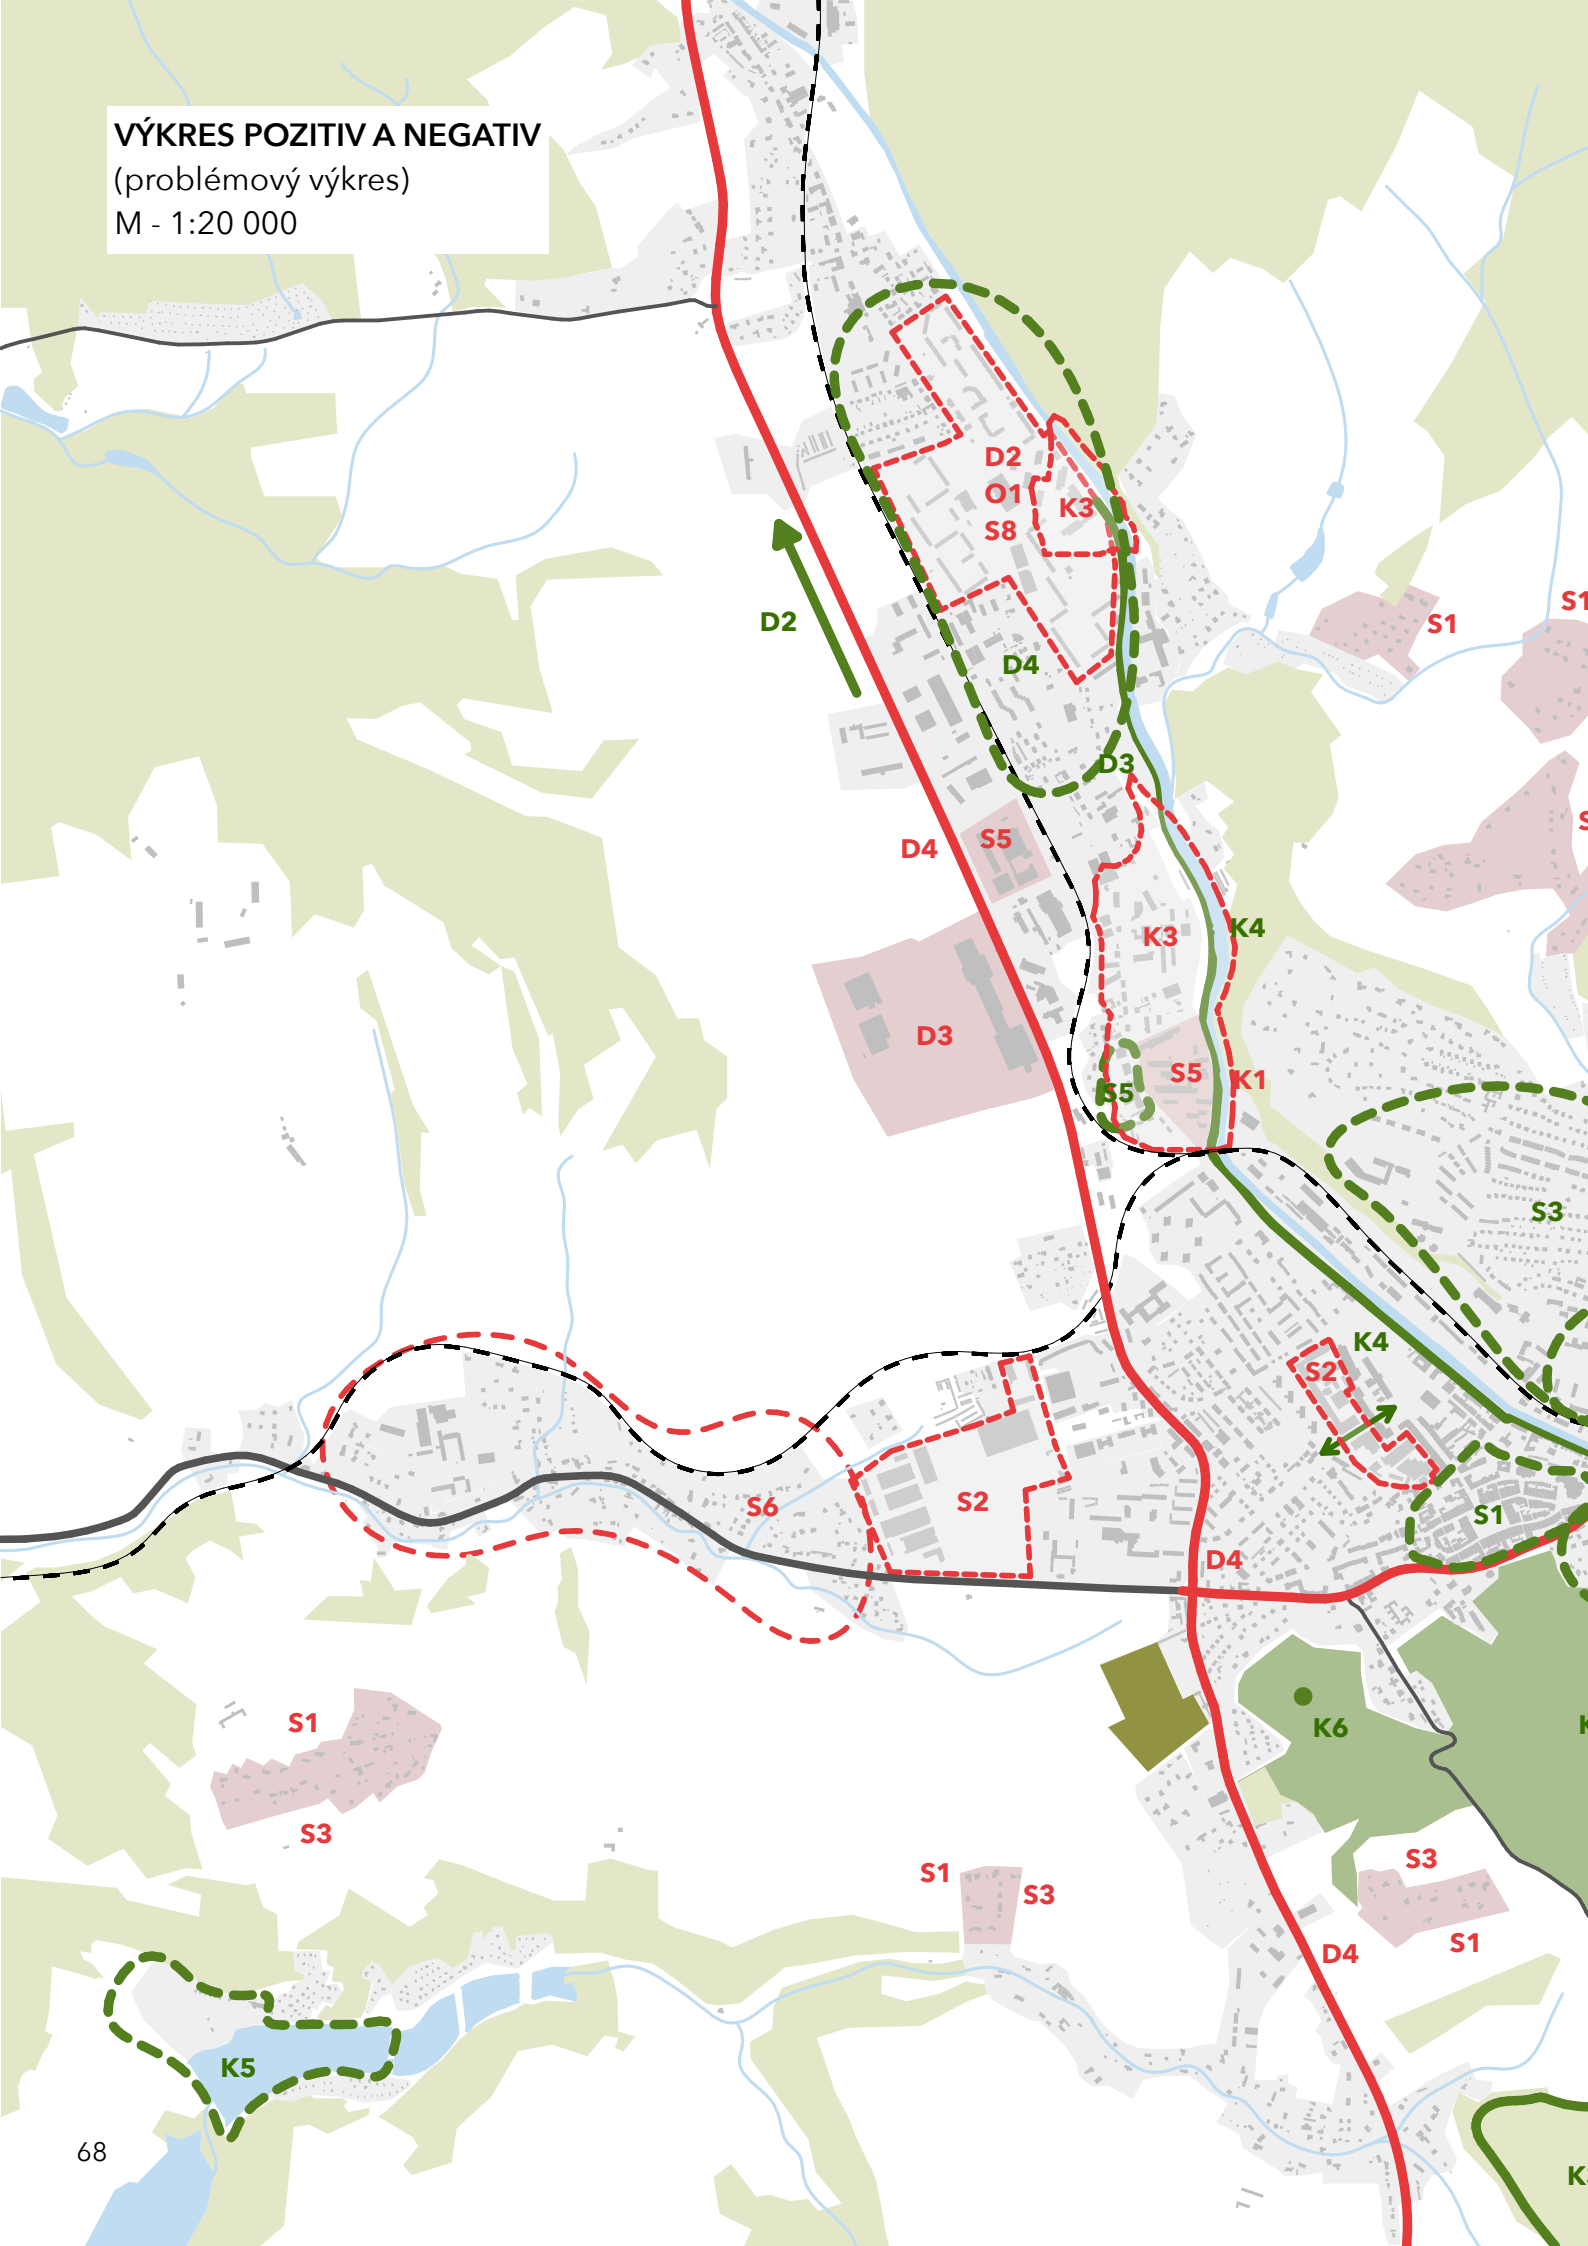 VÝKRES POZITIV A NEGATIV
(problémový výkres)
M - 1:20 000
D2
O1
K3
S8
S1
S1
D2
D4
D3
D4
S5
S
K4
K3
D3
S5
K1
S5
S3
K4
S2
S6
S2
S1
D4
S1
K6
K
S3
S1
S3
S3
D4
S1
K5
68
K